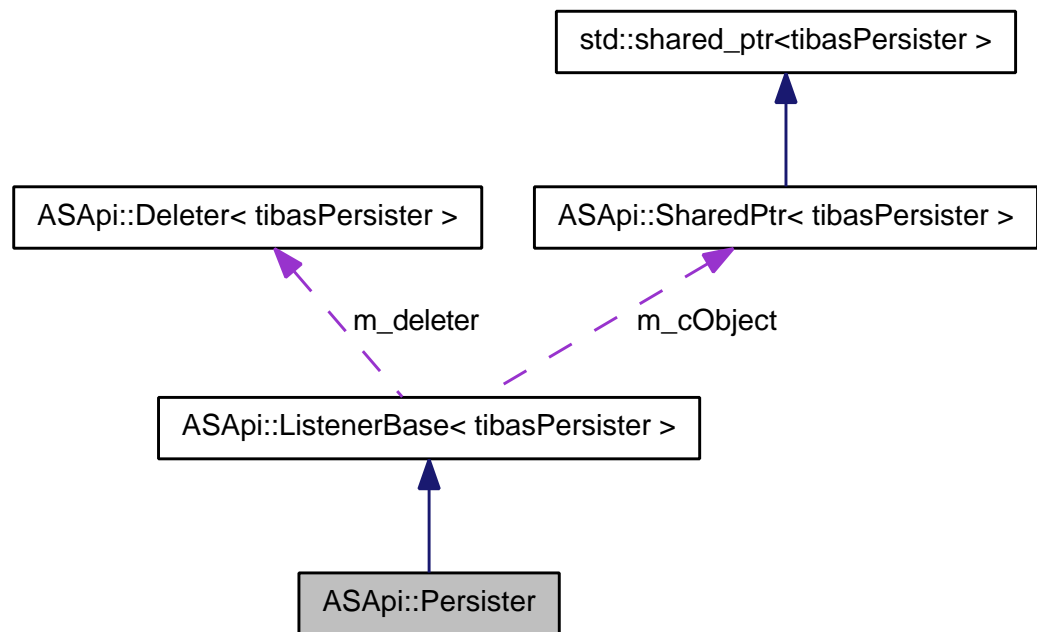 std::shared_ptr<tibasPersister >
ASApi::Deleter< tibasPersister >
ASApi::SharedPtr< tibasPersister >
m_deleter
m_cObject
ASApi::ListenerBase< tibasPersister >
ASApi::Persister